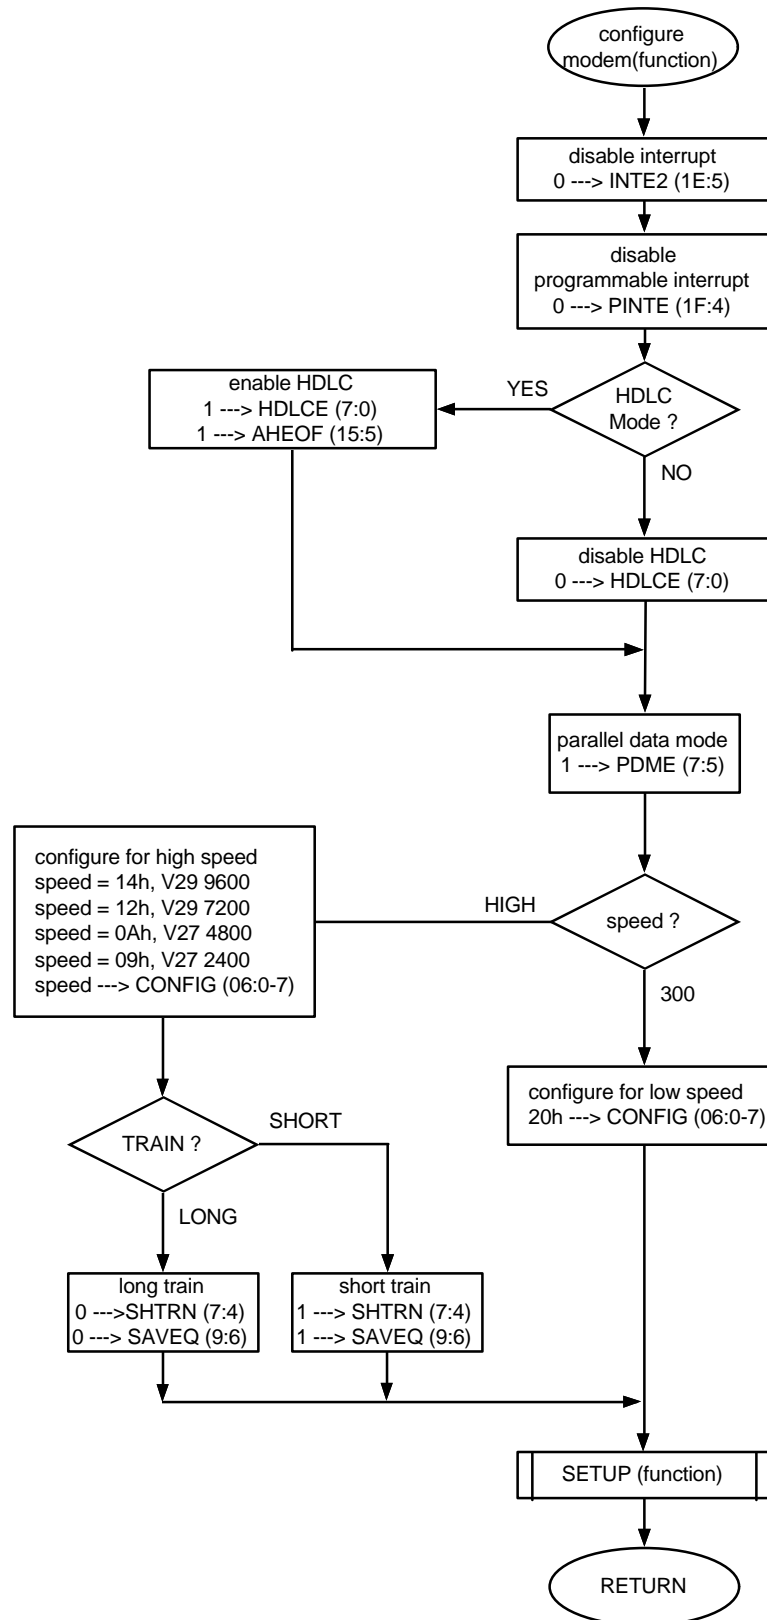 configure
modem(function)
disable interrupt
0 ---> INTE2 (1E:5)
disable
programmable interrupt
0 ---> PINTE (1F:4)
HDLC
Mode ?
YES
enable HDLC
1 ---> HDLCE (7:0)
1 ---> AHEOF (15:5)
NO
disable HDLC
0 ---> HDLCE (7:0)
parallel data mode
1 ---> PDME (7:5)
speed ?
HIGH
configure for high speed
speed = 14h, V29 9600
speed = 12h, V29 7200
speed = 0Ah, V27 4800
speed = 09h, V27 2400
speed ---> CONFIG (06:0-7)
300
configure for low speed
20h ---> CONFIG (06:0-7)
TRAIN ?
SHORT
LONG
long train
0 --->SHTRN (7:4)
0 ---> SAVEQ (9:6)
short train
1 ---> SHTRN (7:4)
1 ---> SAVEQ (9:6)
SETUP (function)
RETURN